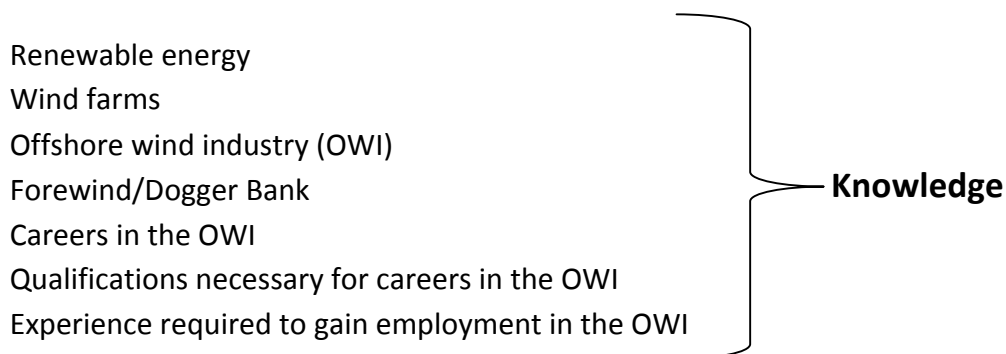 Renewable energy
Wind farms
Offshore wind industry (OWI)
Forewind/Dogger Bank
Careers in the OWI
Qualifications necessary for careers in the OWI
Experience required to gain employment in the OWI
Knowledge